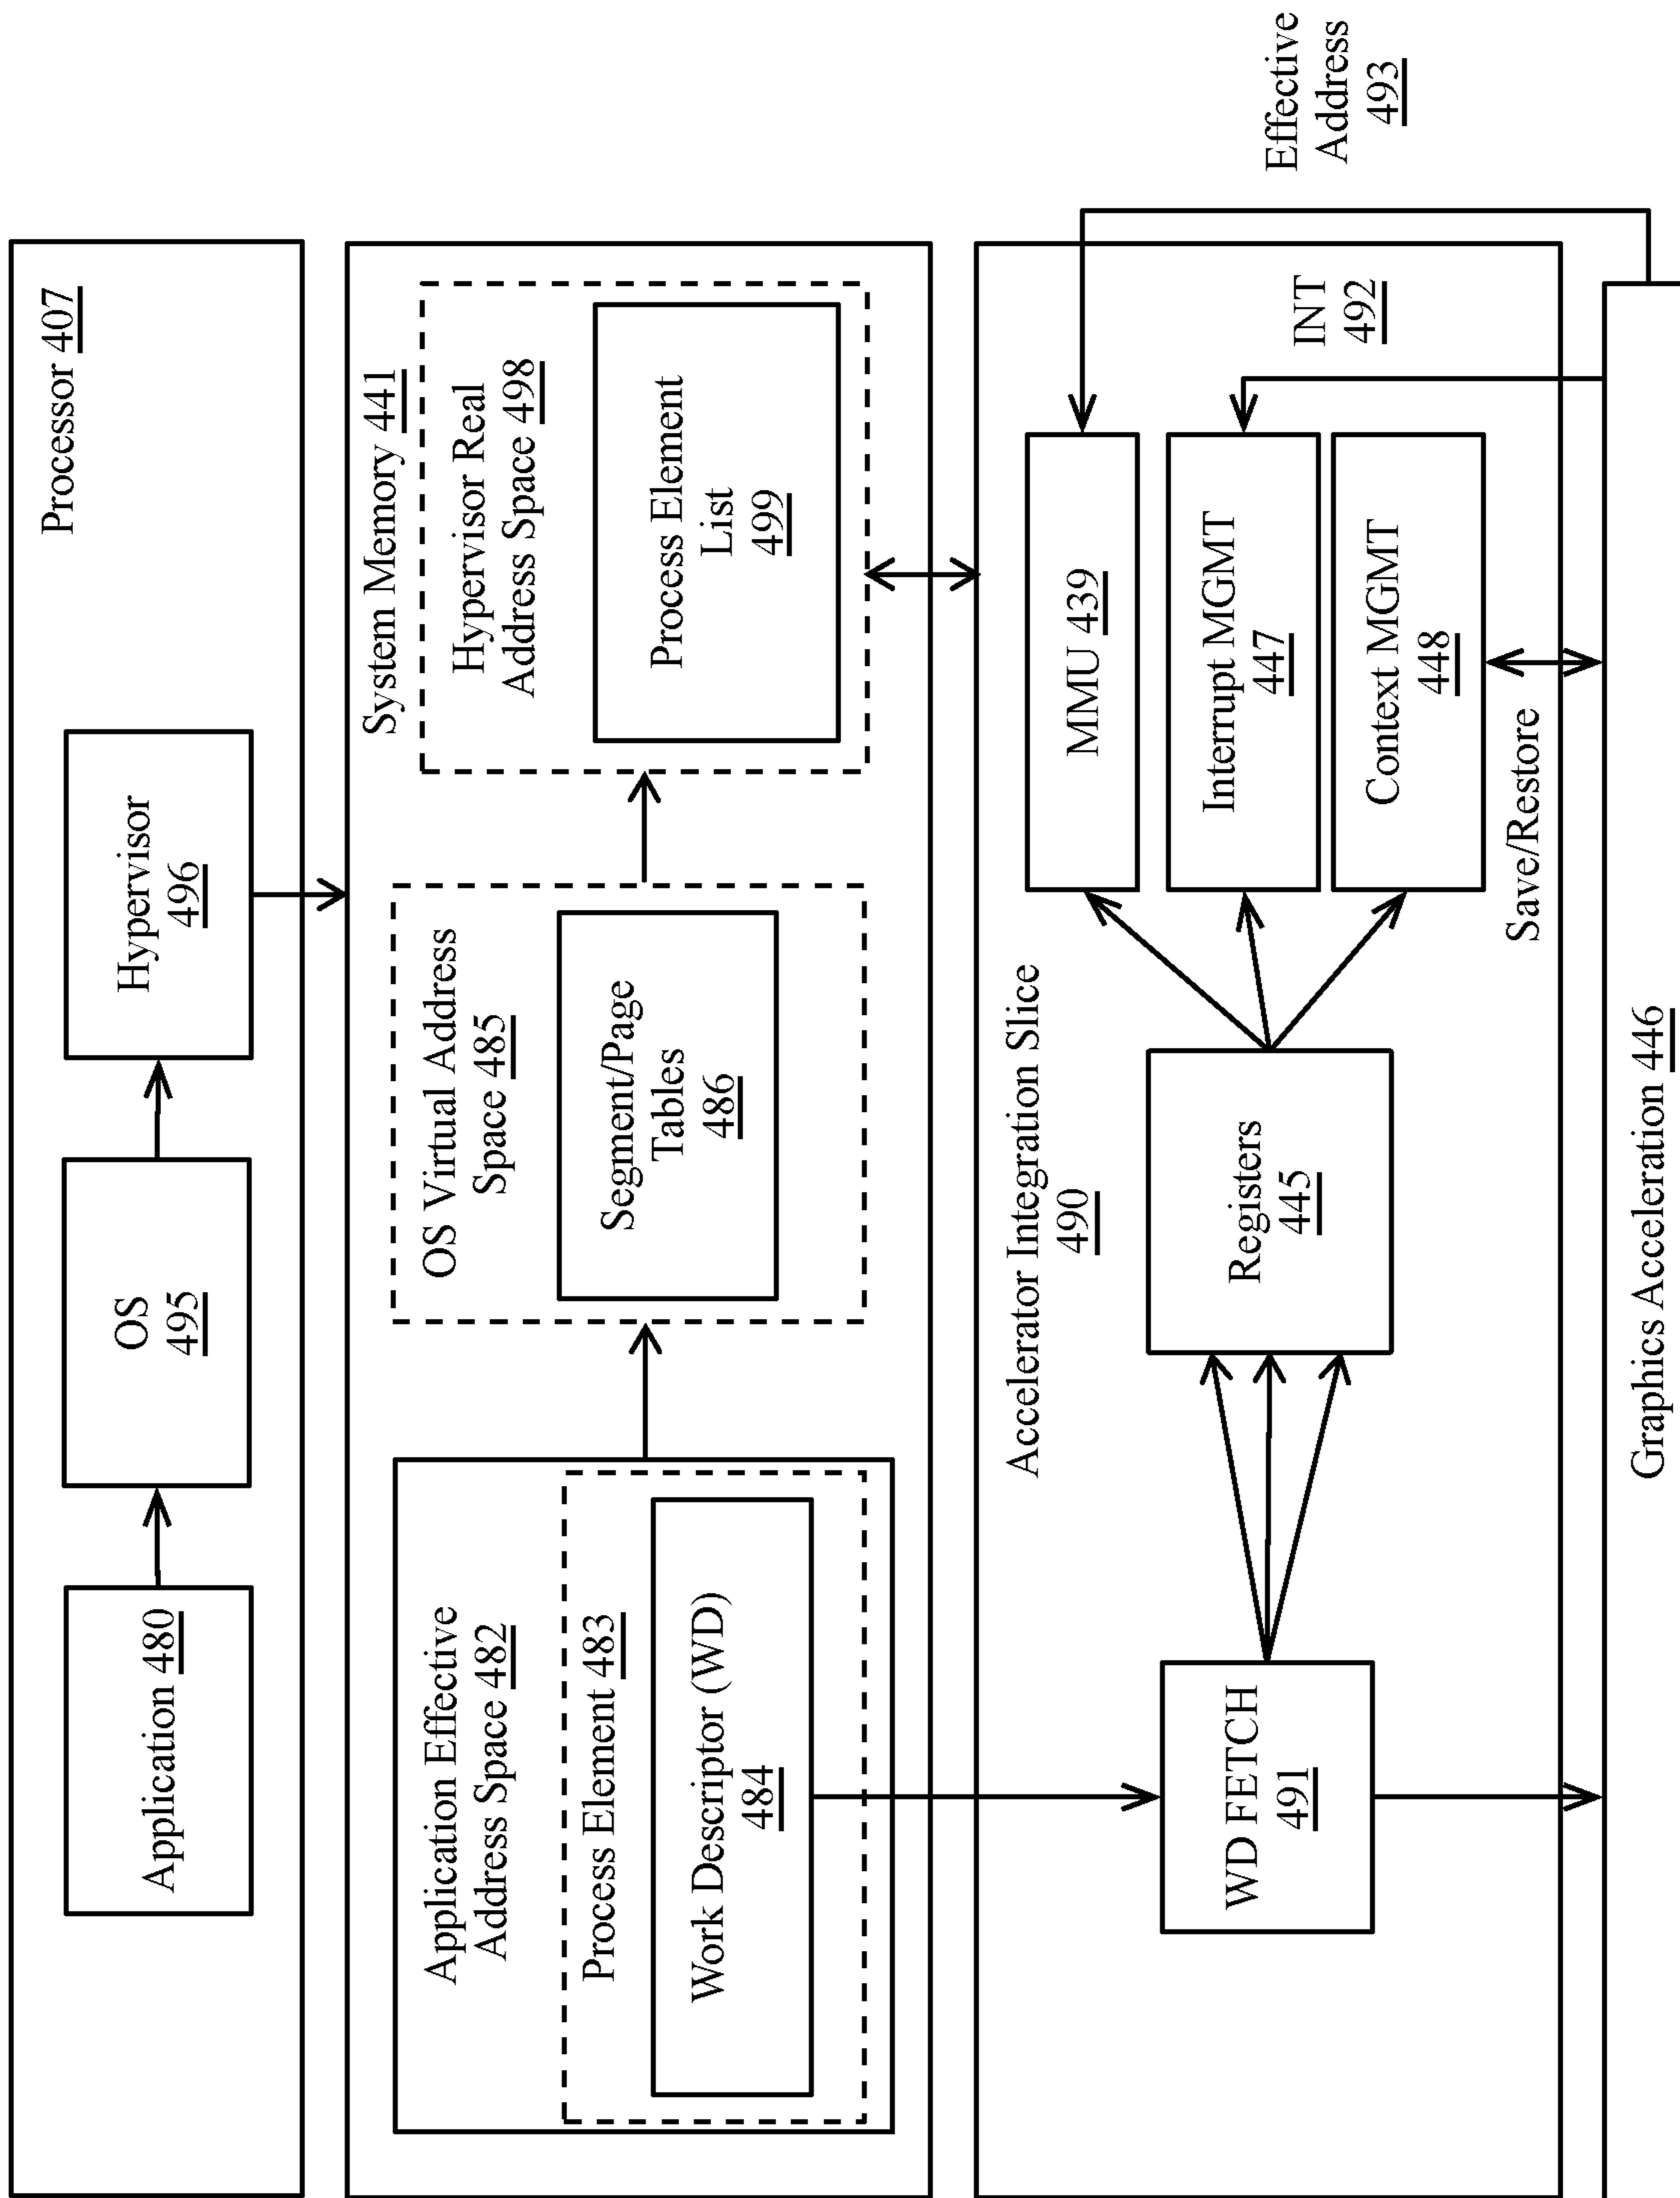 Processor 407
Application 480
OS
495
Hypervisor
496
System Memory 441
Application Effective
Address Space 482
Process Element 483
Work Descriptor (WD)
484
OS Virtual Address
Space 485
Segment/Page
Tables
486
Hypervisor Real
Address Space 498
Process Element
List
499
Accelerator Integration Slice
490
WD FETCH
491
Registers
445
MMU 439
Interrupt MGMT
447
Context MGMT
448
INT
492
Effective
Address
493
Save/Restore
Graphics Acceleration 446